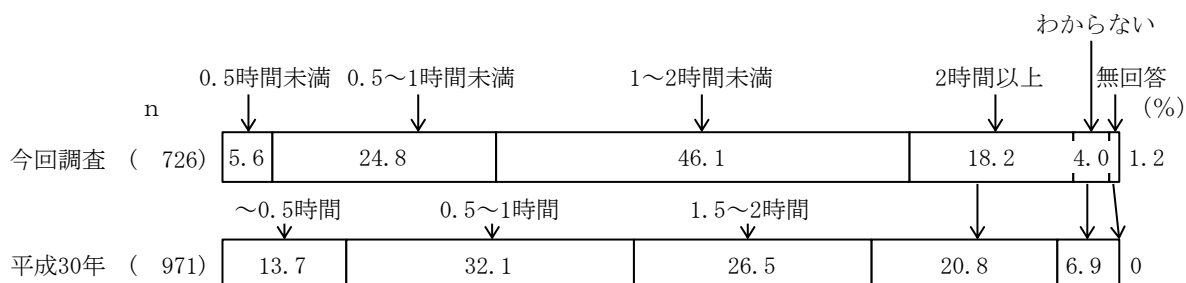 わからない
0.5時間未満 0.5～1時間未満 1～2時間未満 2時間以上 無回答
n (%)
今回調査 ( 726) 5.6 24.8 46.1 18.2 4.0 1.2
～0.5時間 0.5～1時間 1.5～2時間
平成30年 ( 971) 13.7 32.1 26.5 20.8 6.9 0